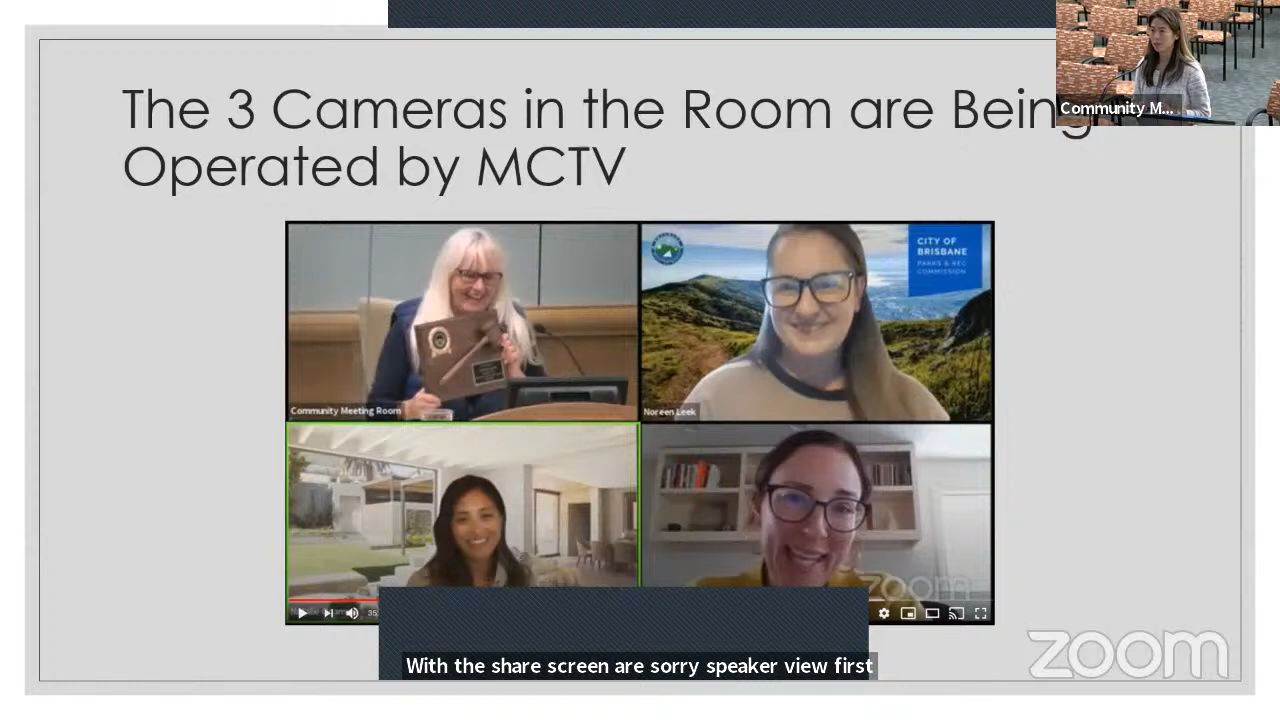 The 3 Cameras in the Room are Being
Operated by MCTV
Community M...
CITY OF
BRISBANE
PARKS & REC
COMMISSION
Community Meeting Room
Noreen Leek
zoom
35
With the share screen are sorry speaker view first
zoom